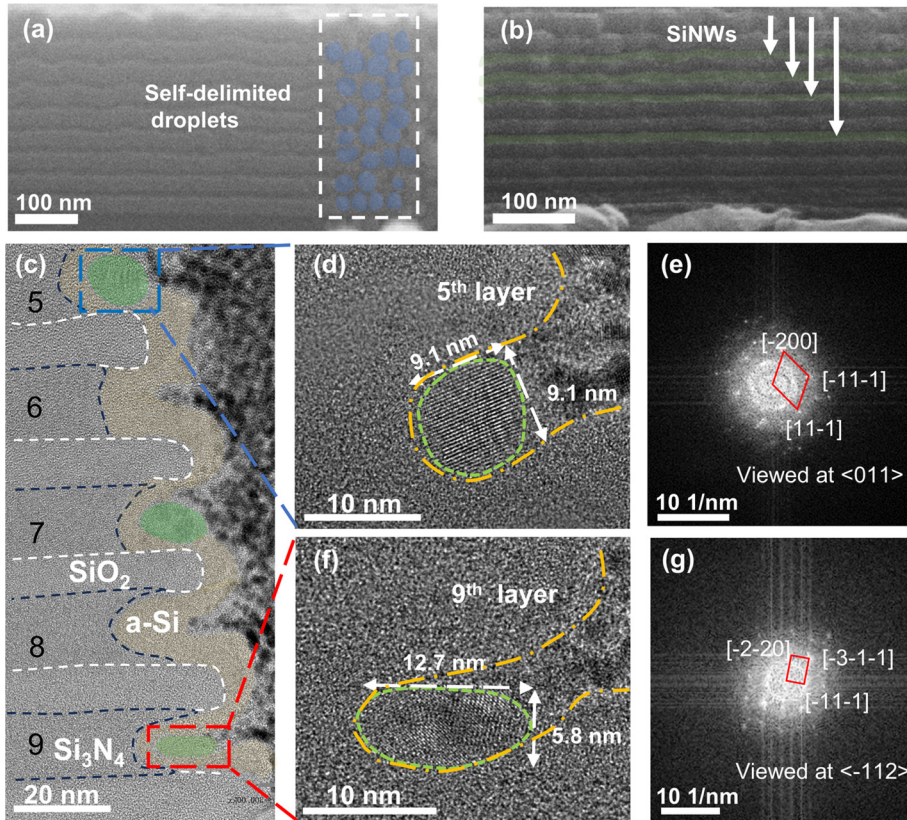 (a)
Self-delimited
droplets
100 nm
(b)
SiNWs
100 nm
(c)
5
6
7
SiO₂
a-Si
8
9
Si₃N₄
20 nm
(d)
5th layer
9.1 nm
9.1 nm
10 nm
(e)
[-200]
[-11-1]
[11-1]
Viewed at <011>
10 1/nm
(f)
9th layer
12.7 nm
5.8 nm
10 nm
(g)
[-2-20]
[-3-1-1]
[-11-1]
Viewed at <-112>
10 1/nm